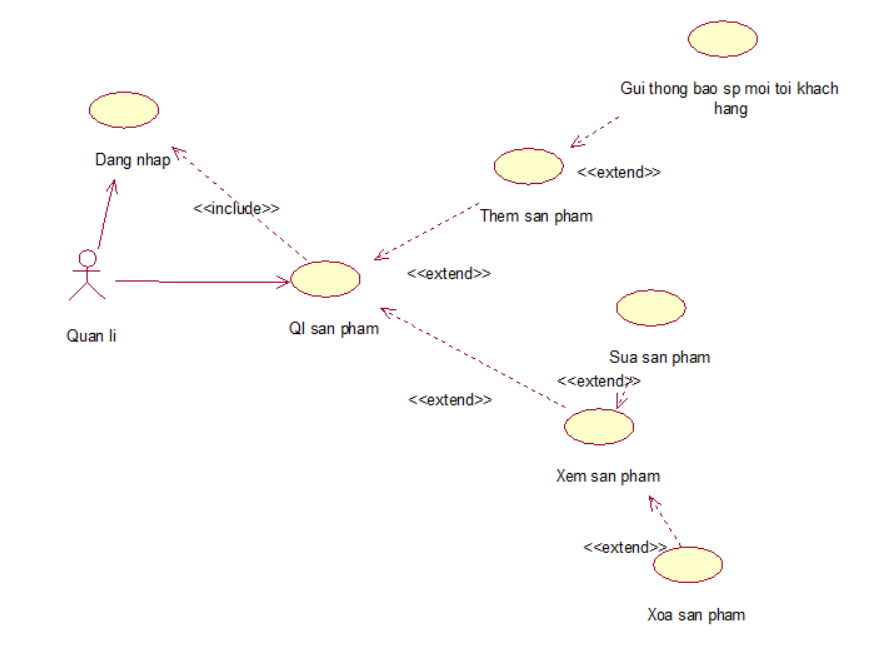 Gui thong bao sp moi toi khach
hang
Dang nhap
<<extend>>
<<include>>
Them san pham
<<extend>>
Quan li
Ql san pham
Sua san pham
<<extend>>
<<extend>>
Xem san pham
<<extend>>
Xoa san pham